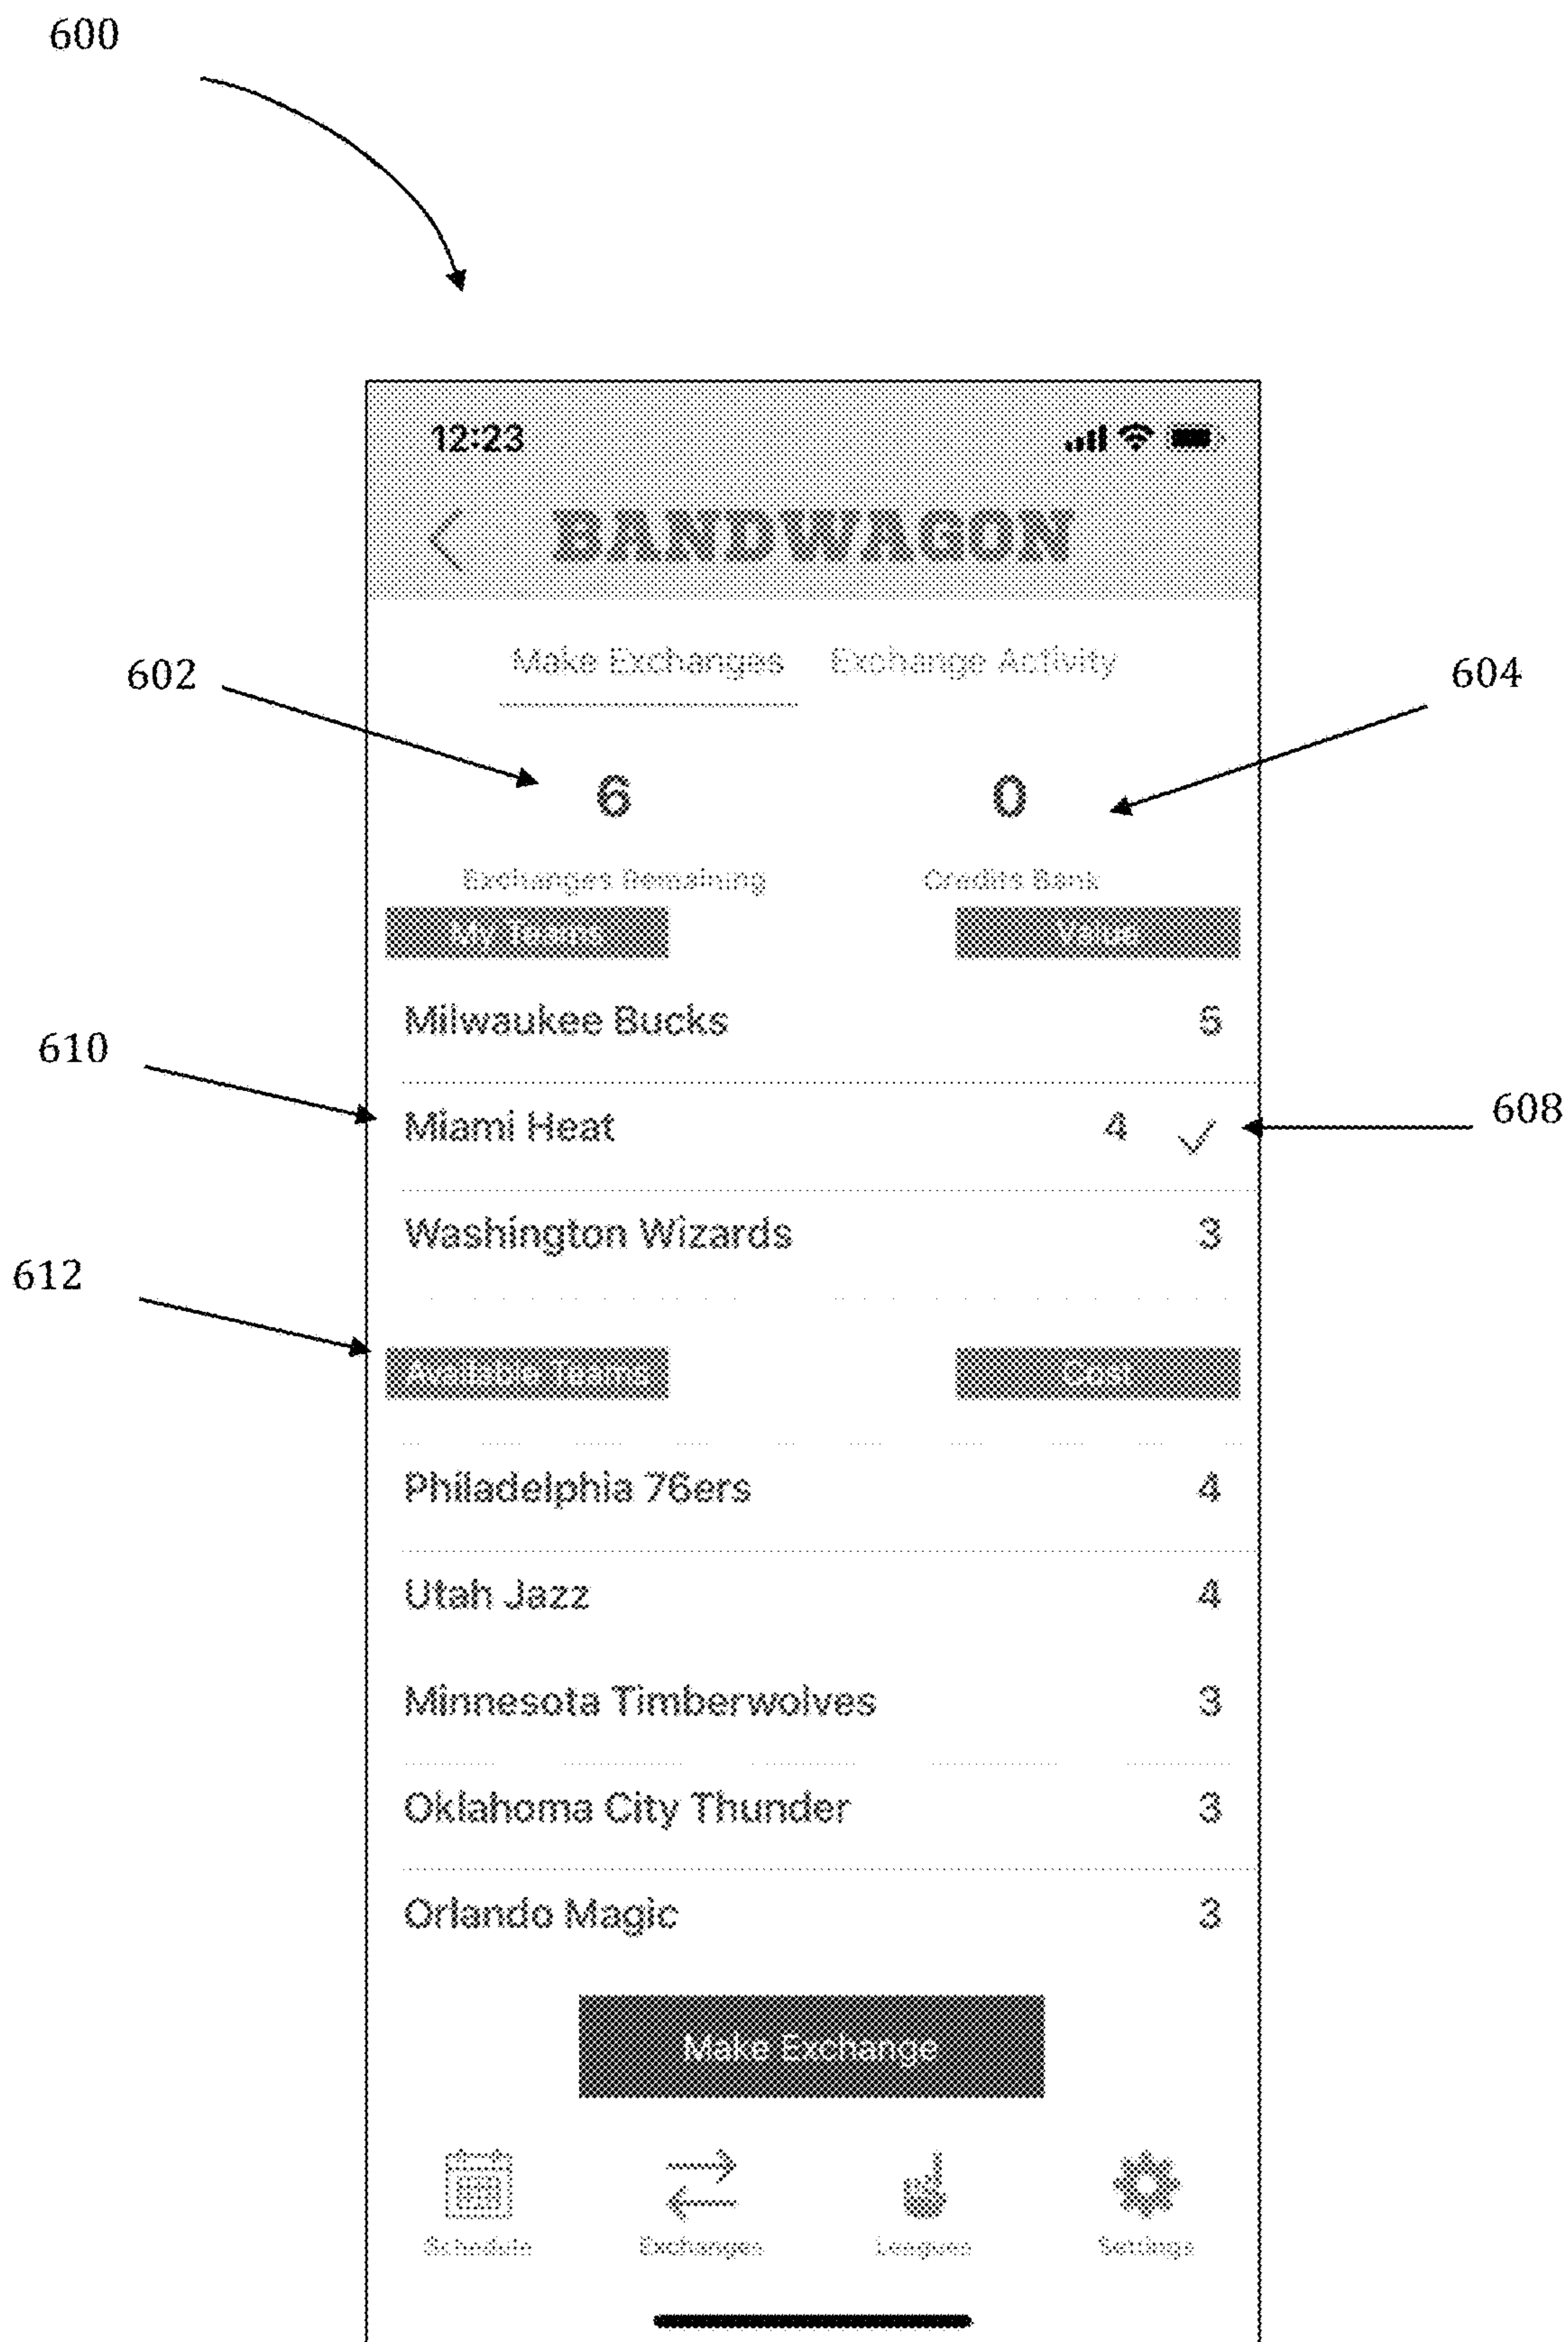 600
12:23
BANDWAGON
Make Exchanges Exchange Activity
602
604
6 0
Exchanges Remaining Credits Bank
My Teams Value
Milwaukee Bucks 5
610
Miami Heat 4
608
Washington Wizards 3
612
Available Teams Cost
Philadelphia 76ers 4
Utah Jazz 4
Minnesota Timberwolves 3
Oklahoma City Thunder 3
Orlando Magic 3
Make Exchange
Schedule Exchanges Leagues Settings